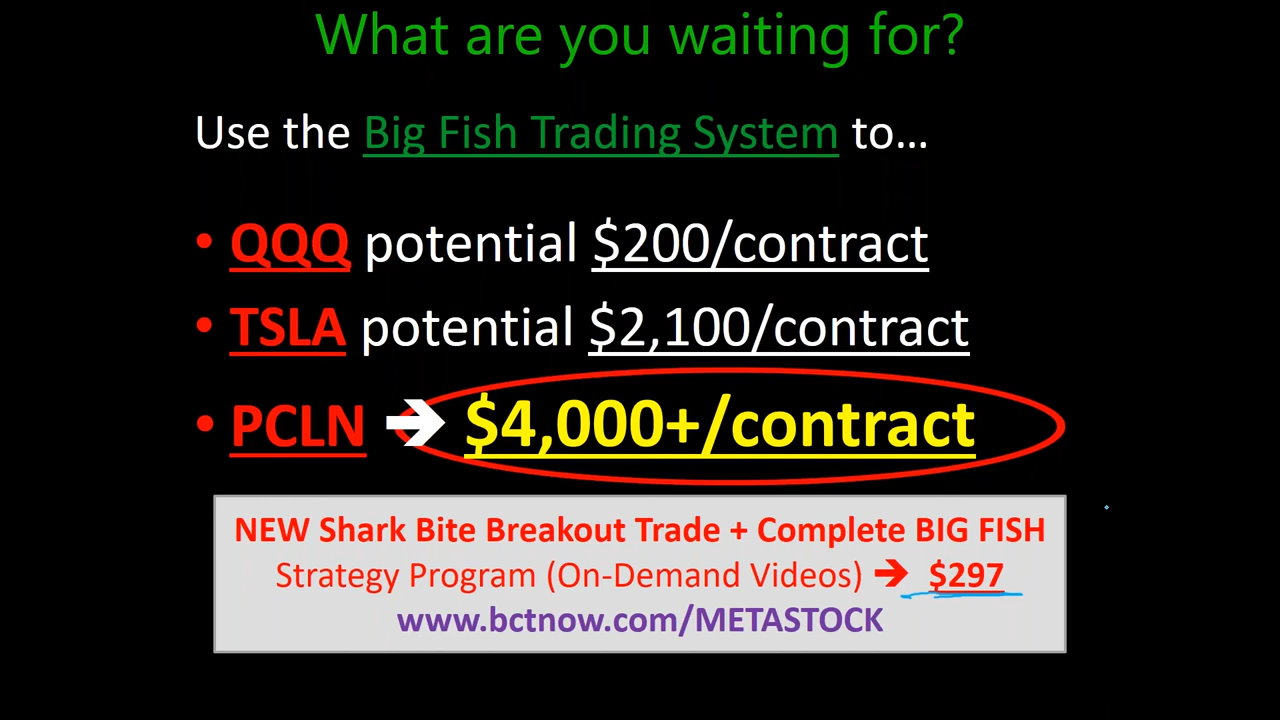 What are you waiting for?
Use the Big Fish Trading System to...
• QQQ potential $200/contract
• TSLA potential $2,100/contract
• PCLN ➔ $4,000+/contract
NEW Shark Bite Breakout Trade + Complete BIG FISH
Strategy Program (On-Demand Videos) ➔ $297
www.bctnow.com/METASTOCK